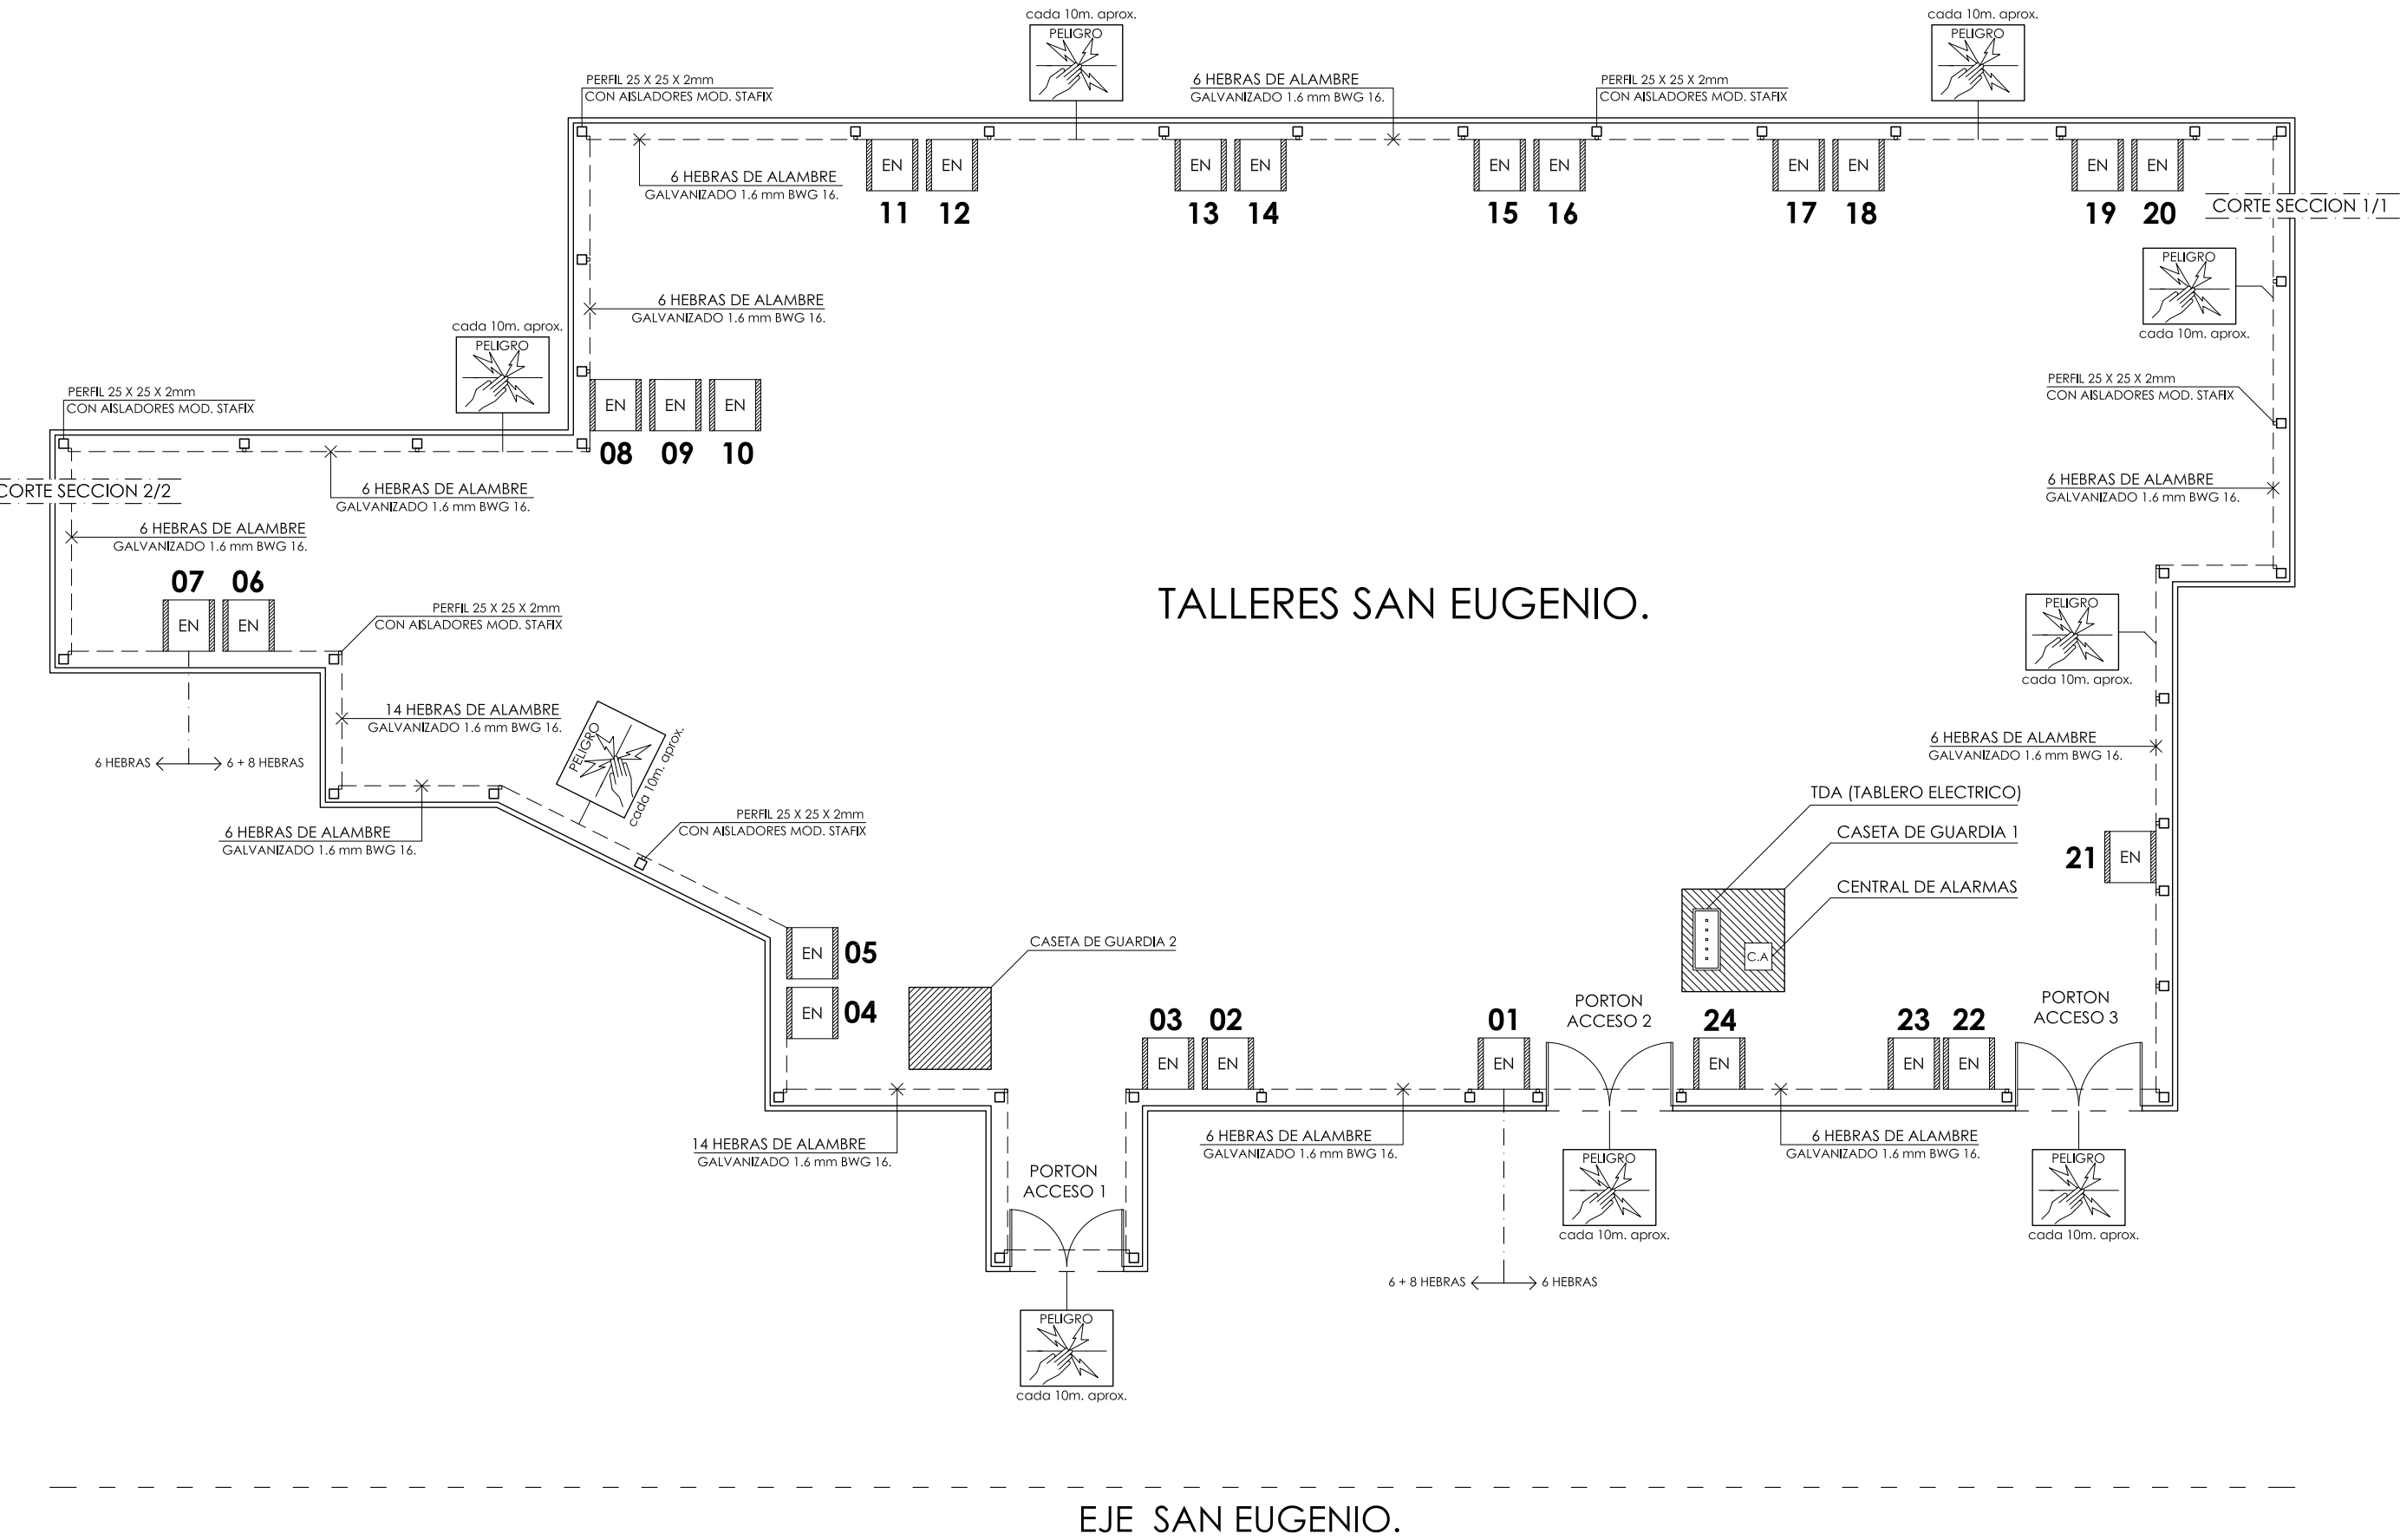 cada 10m. aprox.
PELIGRO
cada 10m. aprox.
PELIGRO
PERFIL 25 X 25 X 2mm
CON AISLADORES MOD. STAFIX
6 HEBRAS DE ALAMBRE
GALVANIZADO 1.6 mm BWG 16.
PERFIL 25 X 25 X 2mm
CON AISLADORES MOD. STAFIX
6 HEBRAS DE ALAMBRE
GALVANIZADO 1.6 mm BWG 16.
EN
EN
EN
EN
EN
EN
EN
EN
EN
EN
11
12
13
14
15
16
17
18
19
20
CORTE SECCION 1/1
PELIGRO
cada 10m. aprox.
6 HEBRAS DE ALAMBRE
GALVANIZADO 1.6 mm BWG 16.
cada 10m. aprox.
PELIGRO
PERFIL 25 X 25 X 2mm
CON AISLADORES MOD. STAFIX
EN
EN
EN
08
09
10
PERFIL 25 X 25 X 2mm
CON AISLADORES MOD. STAFIX
CORTE SECCION 2/2
6 HEBRAS DE ALAMBRE
GALVANIZADO 1.6 mm BWG 16.
6 HEBRAS DE ALAMBRE
GALVANIZADO 1.6 mm BWG 16.
6 HEBRAS DE ALAMBRE
GALVANIZADO 1.6 mm BWG 16.
07
06
EN
EN
PERFIL 25 X 25 X 2mm
CON AISLADORES MOD. STAFIX
TALLERES SAN EUGENIO.
PELIGRO
cada 10m. aprox.
14 HEBRAS DE ALAMBRE
GALVANIZADO 1.6 mm BWG 16.
6 HEBRAS
6 + 8 HEBRAS
PELIGRO
cada 10m. aprox.
6 HEBRAS DE ALAMBRE
GALVANIZADO 1.6 mm BWG 16.
TDA (TABLERO ELECTRICO)
CASETA DE GUARDIA 1
CENTRAL DE ALARMAS
C.A
21
EN
6 HEBRAS DE ALAMBRE
GALVANIZADO 1.6 mm BWG 16.
PERFIL 25 X 25 X 2mm
CON AISLADORES MOD. STAFIX
EN
05
EN
04
CASETA DE GUARDIA 2
03
02
01
PORTON
ACCESO 2
24
23
22
PORTON
ACCESO 3
EN
EN
EN
EN
EN
EN
14 HEBRAS DE ALAMBRE
GALVANIZADO 1.6 mm BWG 16.
6 HEBRAS DE ALAMBRE
GALVANIZADO 1.6 mm BWG 16.
6 HEBRAS DE ALAMBRE
GALVANIZADO 1.6 mm BWG 16.
PORTON
ACCESO 1
PELIGRO
cada 10m. aprox.
PELIGRO
cada 10m. aprox.
6 + 8 HEBRAS
6 HEBRAS
PELIGRO
cada 10m. aprox.
EJE SAN EUGENIO.